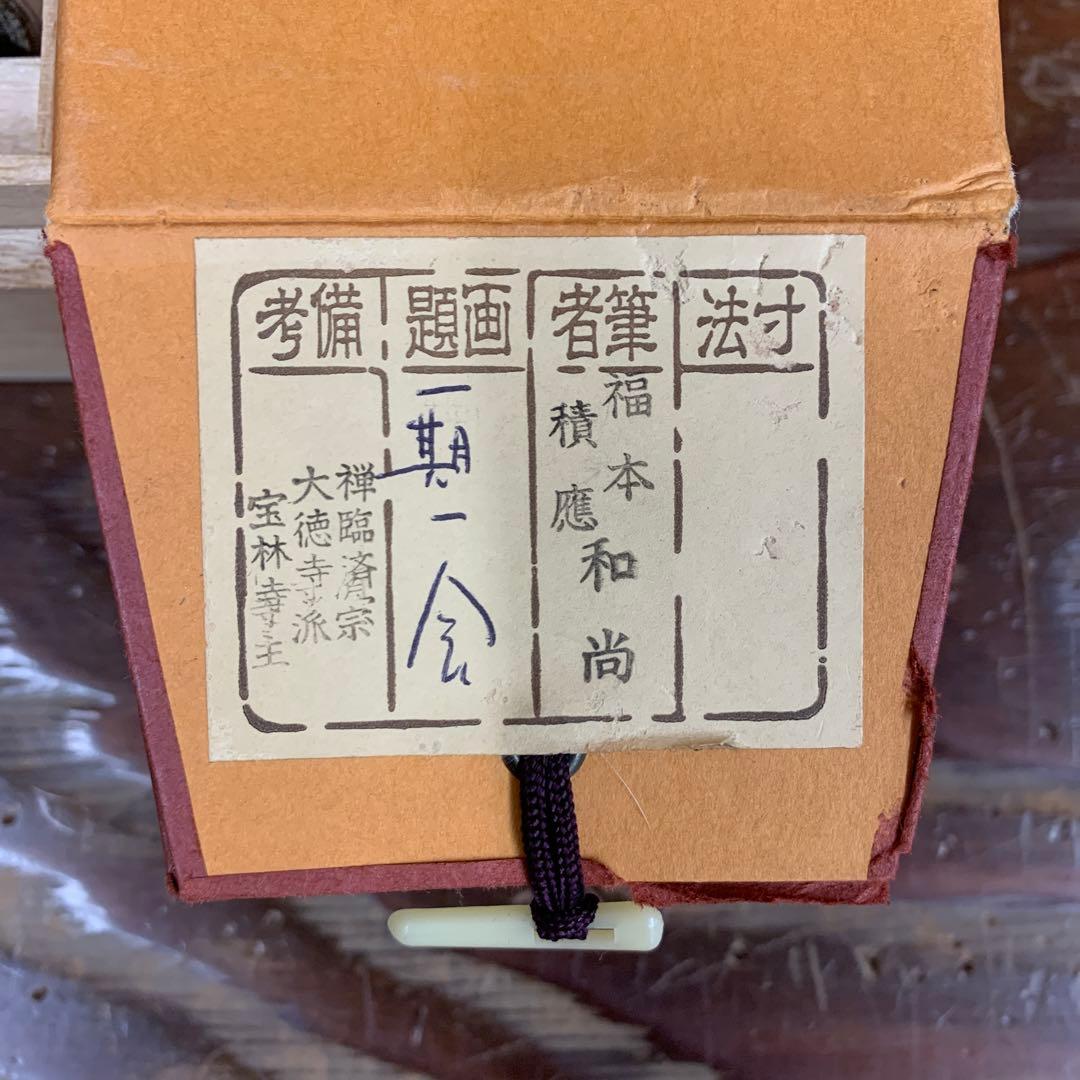 寸法
筆者
福本
積應
和尚
画題
一期一会
備考
禅臨済宗
大徳寺派
宝林寺主